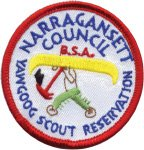 NARRAGANSETT
COUNCIL
B.S.A.
YAWGOOG SCOUT RESERVATION